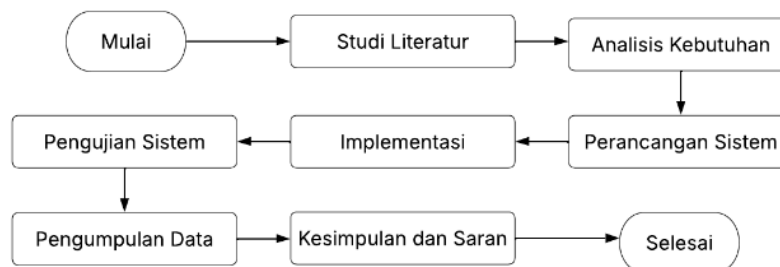 Mulai
Studi Literatur
Analisis Kebutuhan
Perancangan Sistem
Implementasi
Pengujian Sistem
Pengumpulan Data
Kesimpulan dan Saran
Selesai